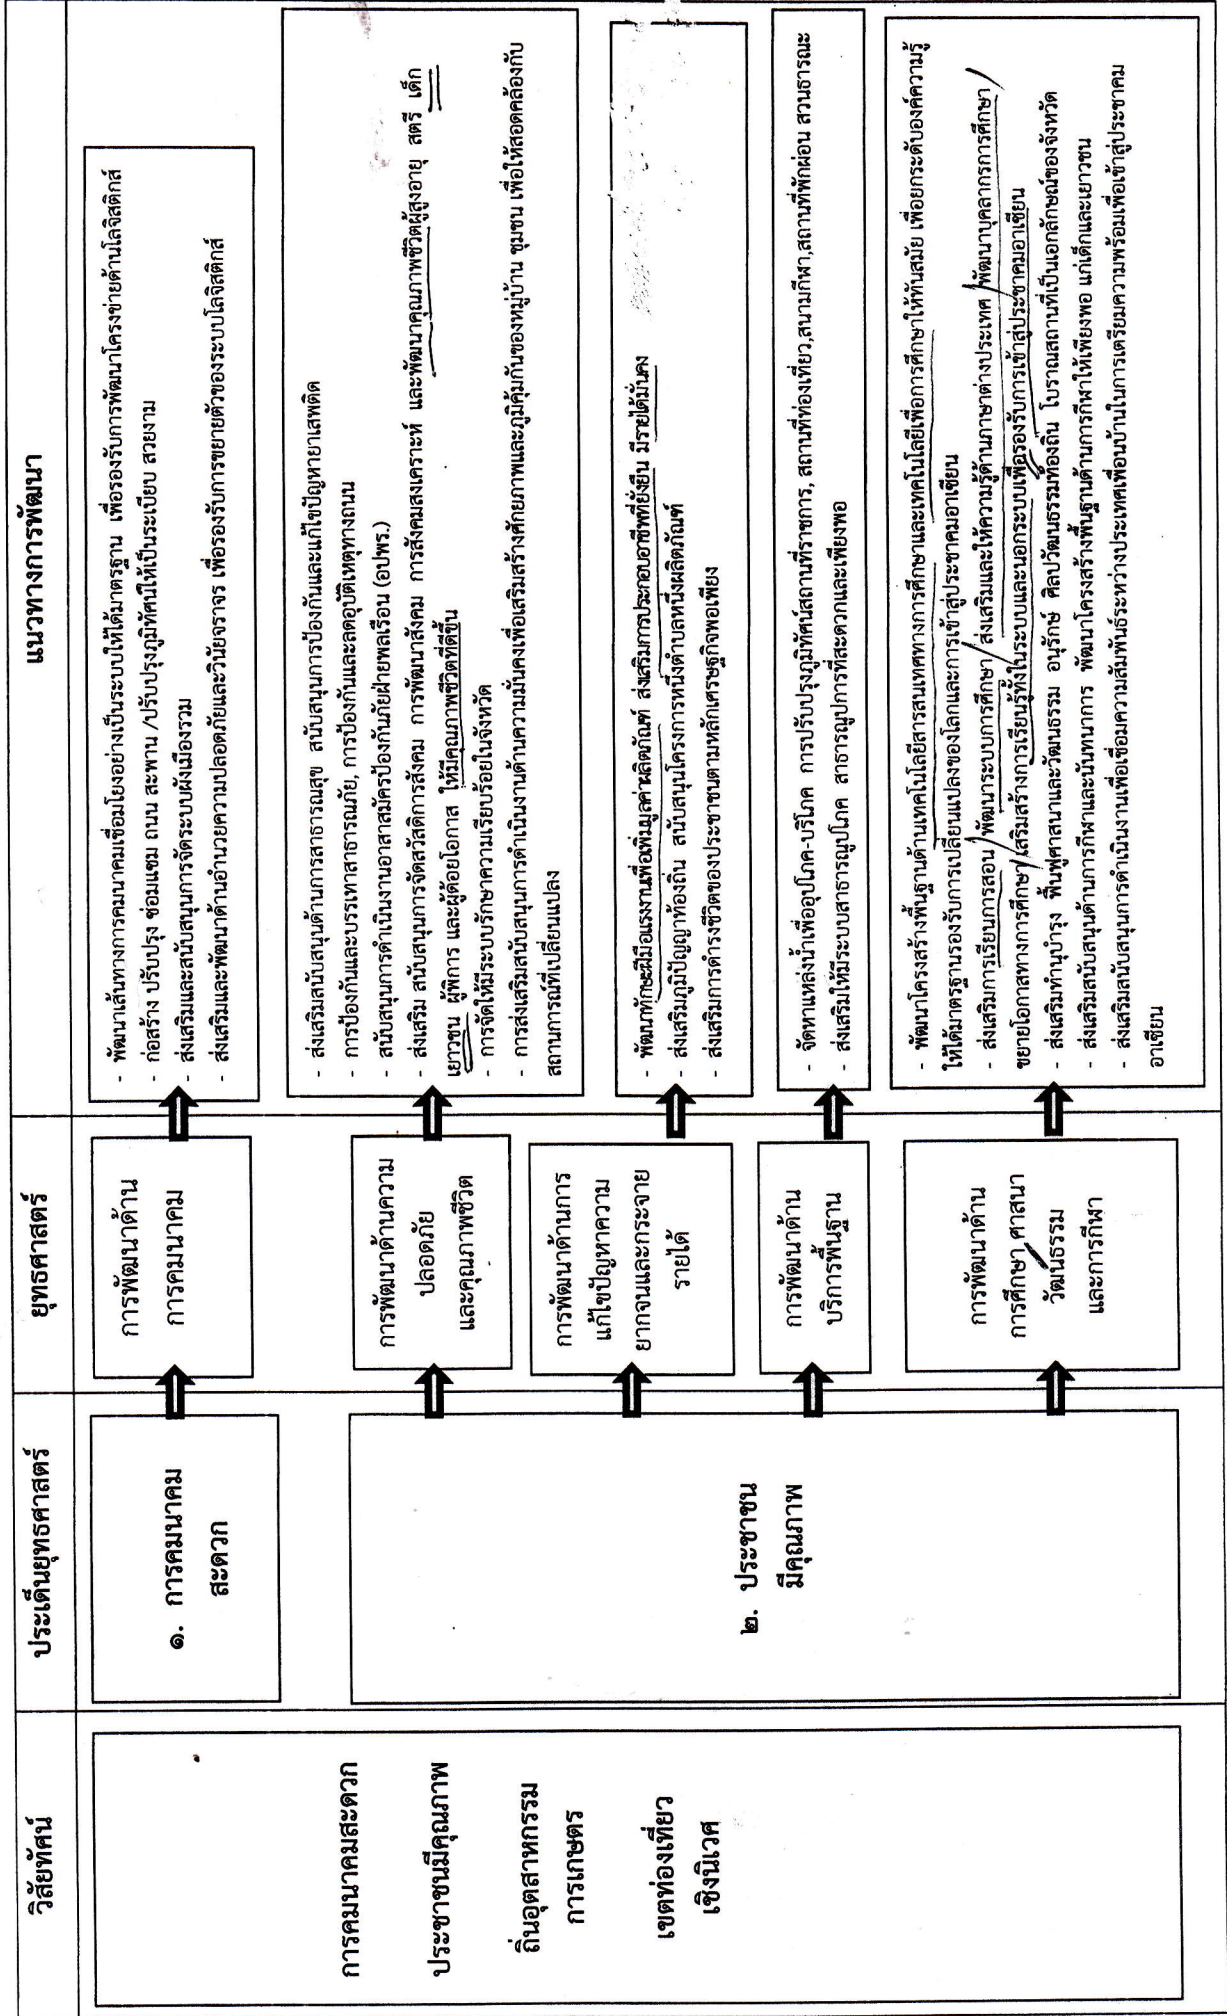 วิสัยทัศน์
ประเด็นยุทธศาสตร์
ยุทธศาสตร์
แนวทางการพัฒนา
การคมนาคมสะดวก
ประชาชนมีคุณภาพ
ถิ่นอุตสาหกรรม
การเกษตร
เขตท่องเที่ยว
เชิงนิเวศ
๑. การคมนาคม
สะดวก
การพัฒนาด้าน
การคมนาคม
- พัฒนาเส้นทางการคมนาคมเชื่อมโยงอย่างเป็นระบบให้ได้มาตรฐาน เพื่อรองรับการพัฒนาโครงข่ายด้านโลจิสติกส์
- ก่อสร้าง ปรับปรุง ซ่อมแซม ถนน สะพาน /ปรับปรุงภูมิทัศน์ให้เป็นระเบียบ สวยงาม
- ส่งเสริมและสนับสนุนการจัดระบบผังเมืองรวม
- ส่งเสริมและพัฒนาด้านอำนวยความปลอดภัยและวินัยจราจร เพื่อรองรับการขยายตัวของระบบโลจิสติกส์
๒. ประชาชน
มีคุณภาพ
การพัฒนาด้านความ
ปลอดภัย
และคุณภาพชีวิต
- ส่งเสริมสนับสนุนด้านการสาธารณสุข สนับสนุนการป้องกันและแก้ไขปัญหายาเสพติด
- การป้องกันและบรรเทาสาธารณภัย, การป้องกันและลดอุบัติเหตุทางถนน
- สนับสนุนการดำเนินงานอาสาสมัครป้องกันภัยฝ่ายพลเรือน (อปพร.)
- ส่งเสริม สนับสนุนการจัดสวัสดิการสังคม การพัฒนาสังคม การสังคมสงเคราะห์ และพัฒนาคุณภาพชีวิตผู้สูงอายุ สตรี เด็ก
เยาวชน ผู้พิการ และผู้ด้อยโอกาส ให้มีคุณภาพชีวิตที่ดีขึ้น
- การจัดให้มีระบบรักษาความเรียบร้อยในจังหวัด
- การส่งเสริมสนับสนุนการดำเนินงานด้านความมั่นคงเพื่อเสริมสร้างศักยภาพและภูมิคุ้มกันของหมู่บ้าน ชุมชน เพื่อให้สอดคล้องกับ
สถานการณ์ที่เปลี่ยนแปลง
การพัฒนาด้านการ
แก้ไขปัญหาความ
ยากจนและกระจาย
รายได้
- พัฒนาทักษะฝีมือแรงงานเพื่อเพิ่มมูลค่าผลิตภัณฑ์ ส่งเสริมการประกอบอาชีพที่ยั่งยืน มีรายได้มั่นคง
- ส่งเสริมภูมิปัญญาท้องถิ่น สนับสนุนโครงการหนึ่งตำบลหนึ่งผลิตภัณฑ์
- ส่งเสริมการดำรงชีวิตของประชาชนตามหลักเศรษฐกิจพอเพียง
การพัฒนาด้าน
บริการพื้นฐาน
- จัดหาแหล่งน้ำเพื่ออุปโภค-บริโภค การปรับปรุงภูมิทัศน์สถานที่ราชการ, สถานที่ท่องเที่ยว,สนามกีฬา,สถานที่พักผ่อน สวนธารณะ
- ส่งเสริมให้มีระบบสาธารณูปโภค สาธารณูปการที่สะดวกและเพียงพอ
การพัฒนาด้าน
การศึกษา ศาสนา
วัฒนธรรม
และการกีฬา
- พัฒนาโครงสร้างพื้นฐานด้านเทคโนโลยีสารสนเทศทางการศึกษาและเทคโนโลยีเพื่อการศึกษาให้ทันสมัย เพื่อยกระดับองค์ความรู้
ให้ได้มาตรฐานรองรับการเปลี่ยนแปลงของโลกและการเข้าสู่ประชาคมอาเซียน
- ส่งเสริมการเรียนการสอน พัฒนาระบบการศึกษา ส่งเสริมและให้ความรู้ด้านภาษาต่างประเทศ พัฒนาบุคลากรการศึกษา
ขยายโอกาสทางการศึกษา เสริมสร้างการเรียนรู้ทั้งในระบบและนอกระบบเพื่อรองรับการเข้าสู่ประชาคมอาเซียน
- ส่งเสริมทำนุบำรุง ฟื้นฟูศาสนาและวัฒนธรรม อนุรักษ์ ศิลปวัฒนธรรมท้องถิ่น โบราณสถานที่เป็นเอกลักษณ์ของจังหวัด
- ส่งเสริมสนับสนุนด้านการกีฬาและนันทนาการ พัฒนาโครงสร้างพื้นฐานด้านการกีฬาให้เพียงพอ แก่เด็กและเยาวชน
- ส่งเสริมสนับสนุนการดำเนินงานเพื่อเชื่อมความสัมพันธ์ระหว่างประเทศเพื่อนบ้านในการเตรียมความพร้อมเพื่อเข้าสู่ประชาคม
อาเซียน